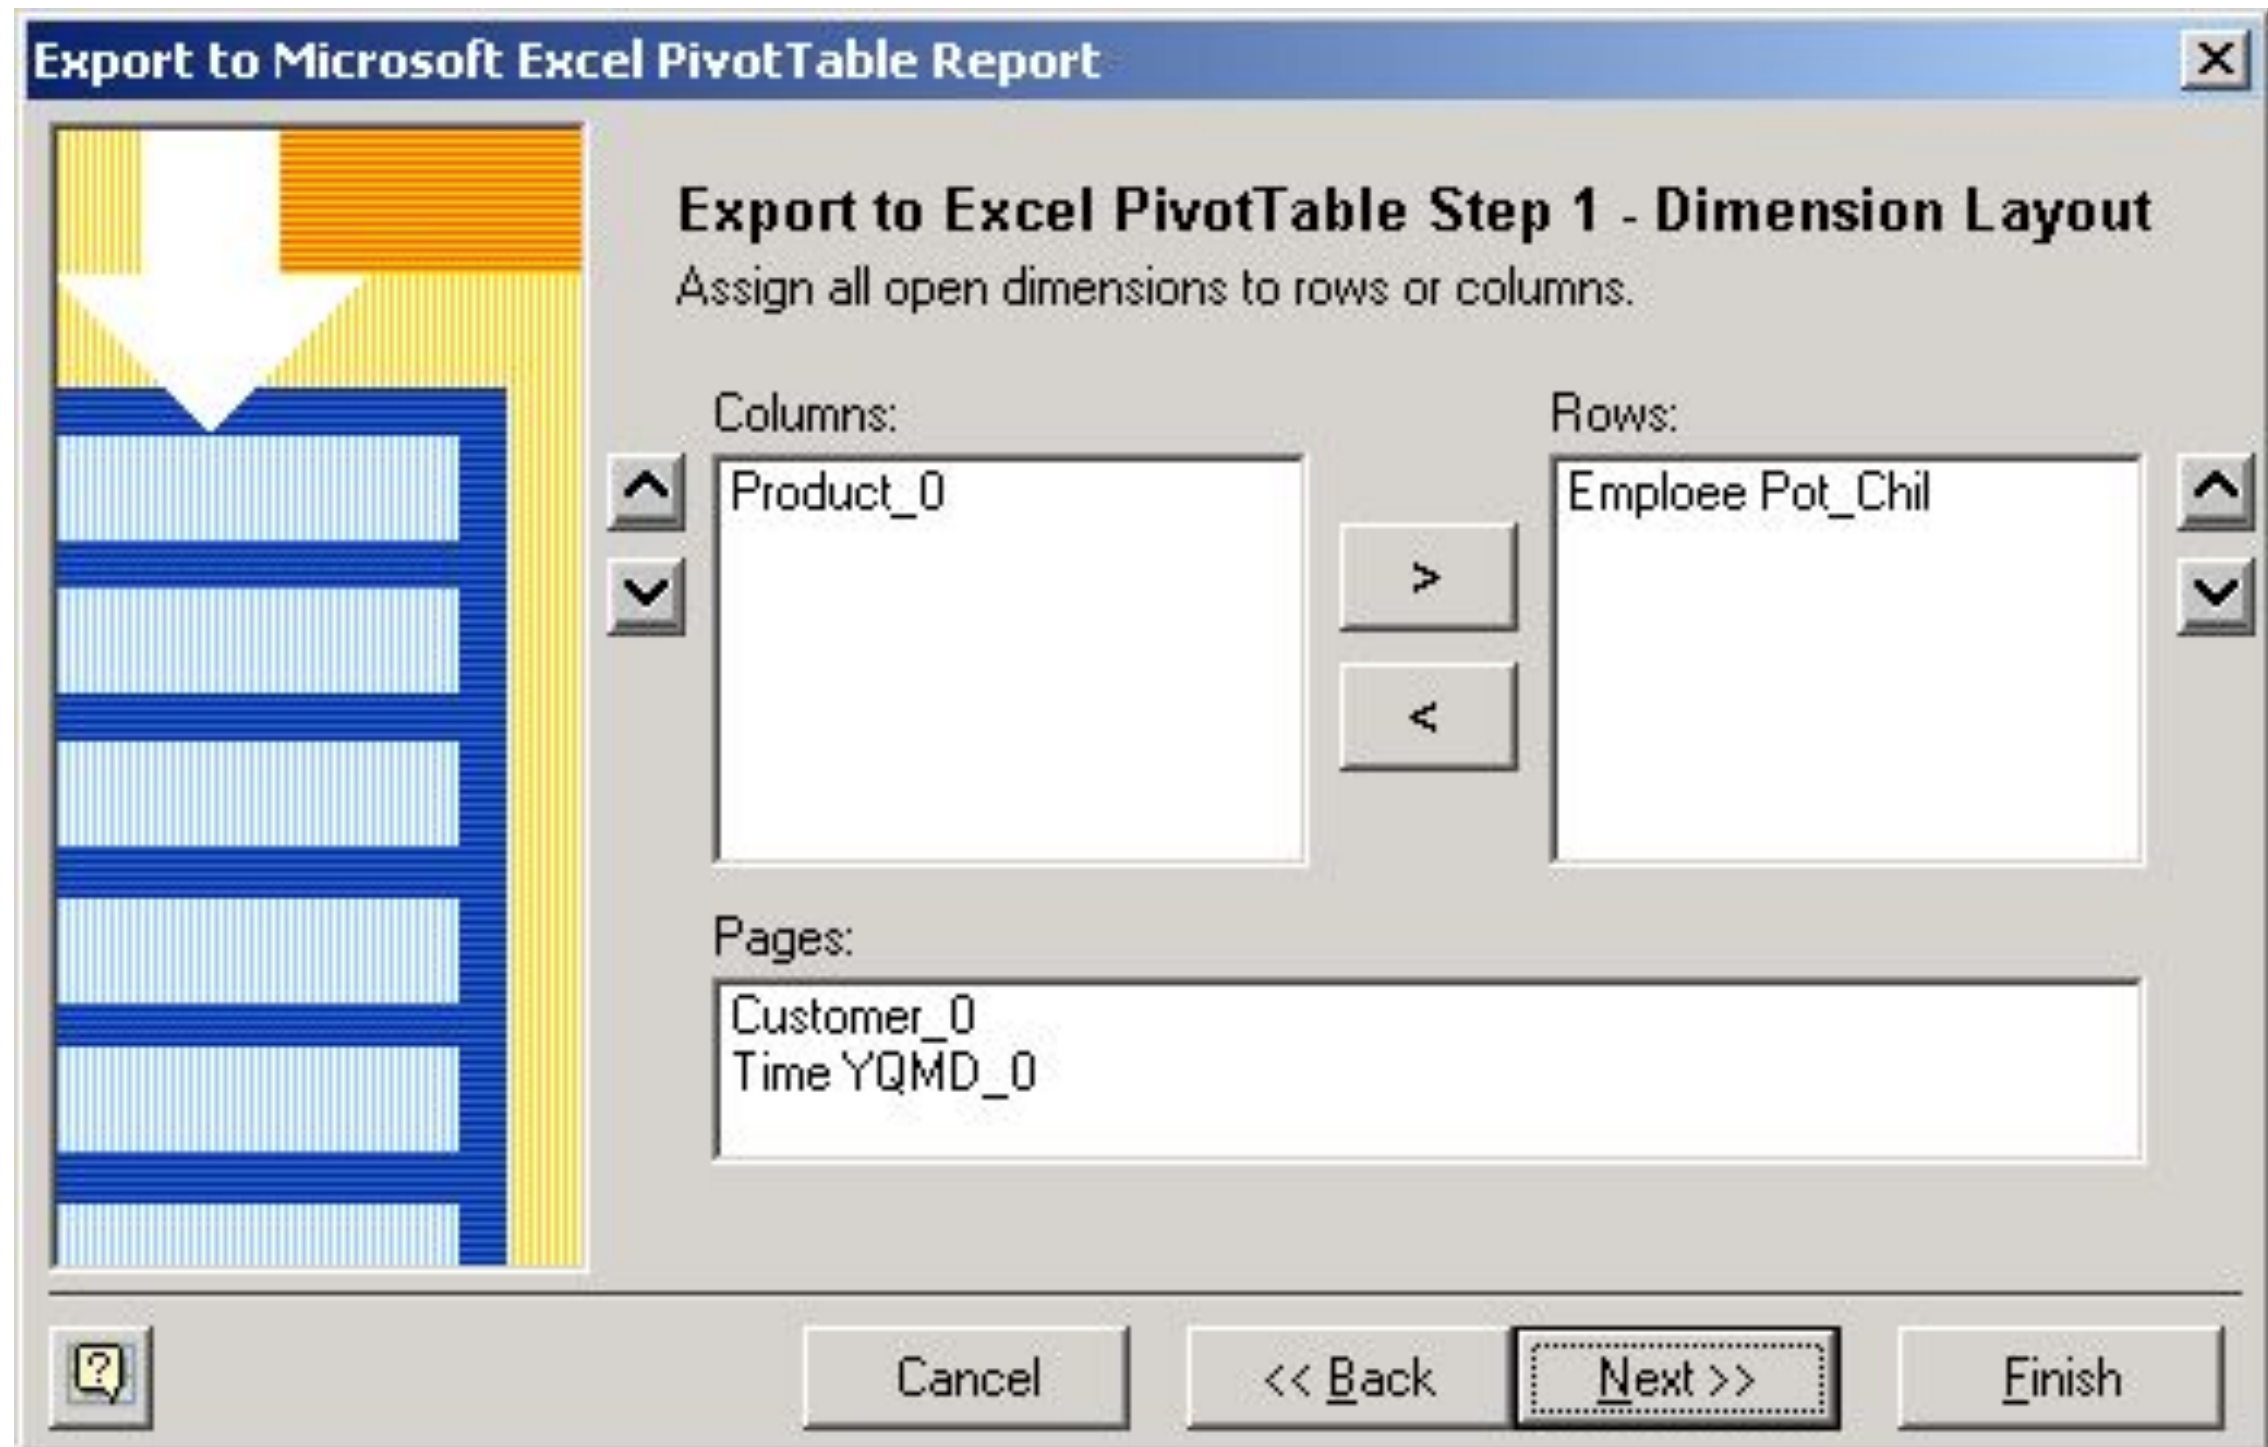 Export to Microsoft Excel PivotTable Report
Export to Excel PivotTable Step 1 - Dimension Layout
Assign all open dimensions to rows or columns.
Columns:
Product_0
>
<
Rows:
Emploee Pot_Chil
Pages:
Customer_0
Time YQMD_0
?
Cancel
<< Back
Next >>
Finish